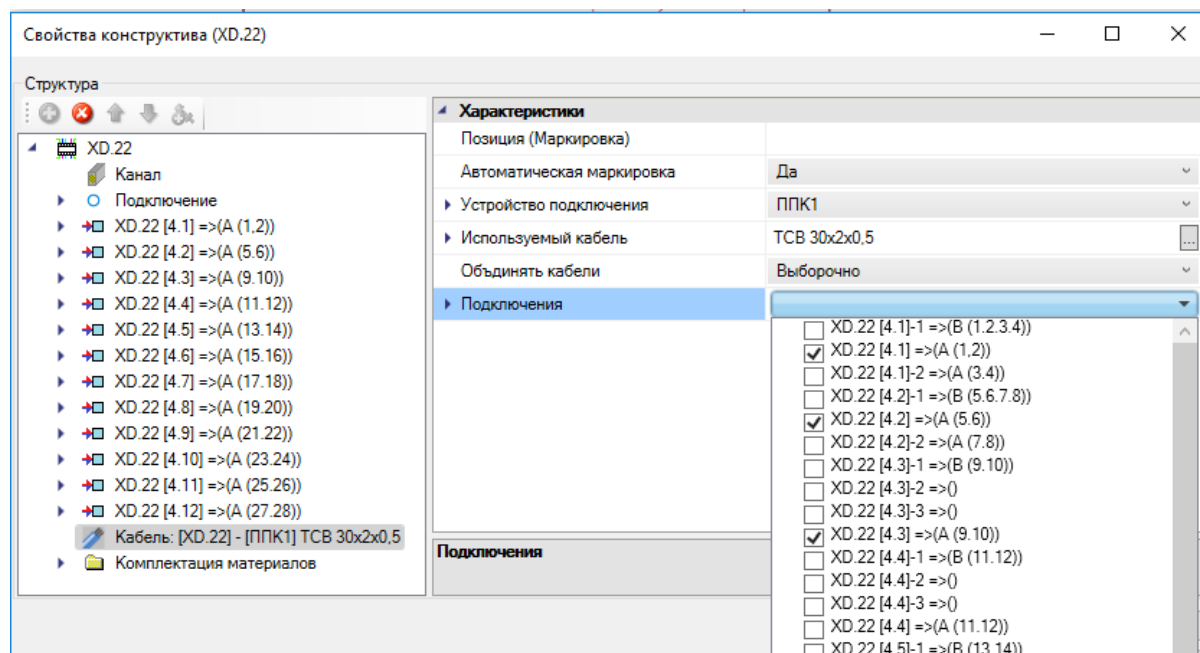 Свойства конструктива (XD.22)
Структура
XD.22
Канал
Подключение
XD.22 [4.1] =>(A (1,2))
XD.22 [4.2] =>(A (5.6))
XD.22 [4.3] =>(A (9.10))
XD.22 [4.4] =>(A (11.12))
XD.22 [4.5] =>(A (13.14))
XD.22 [4.6] =>(A (15.16))
XD.22 [4.7] =>(A (17.18))
XD.22 [4.8] =>(A (19.20))
XD.22 [4.9] =>(A (21.22))
XD.22 [4.10] =>(A (23.24))
XD.22 [4.11] =>(A (25.26))
XD.22 [4.12] =>(A (27.28))
Кабель: [XD.22] - [ППК1] ТСВ 30х2х0,5
Комплектация материалов
Характеристики
Позиция (Маркировка)
Автоматическая маркировка Да
Устройство подключения ППК1
Используемый кабель ТСВ 30х2х0,5 ...
Объдинять кабели Выборочно
Подключения
XD.22 [4.1]-1 =>(B (1.2.3.4))
XD.22 [4.1] =>(A (1,2))
XD.22 [4.1]-2 =>(A (3.4))
XD.22 [4.2]-1 =>(B (5.6.7.8))
XD.22 [4.2] =>(A (5.6))
XD.22 [4.2]-2 =>(A (7.8))
XD.22 [4.3]-1 =>(B (9.10))
XD.22 [4.3]-2 =>()
XD.22 [4.3]-3 =>()
XD.22 [4.3] =>(A (9.10))
XD.22 [4.4]-1 =>(B (11.12))
XD.22 [4.4]-2 =>()
XD.22 [4.4]-3 =>()
XD.22 [4.4] =>(A (11.12))
XD.22 [4.5]-1 =>(B (13.14))
Подключения